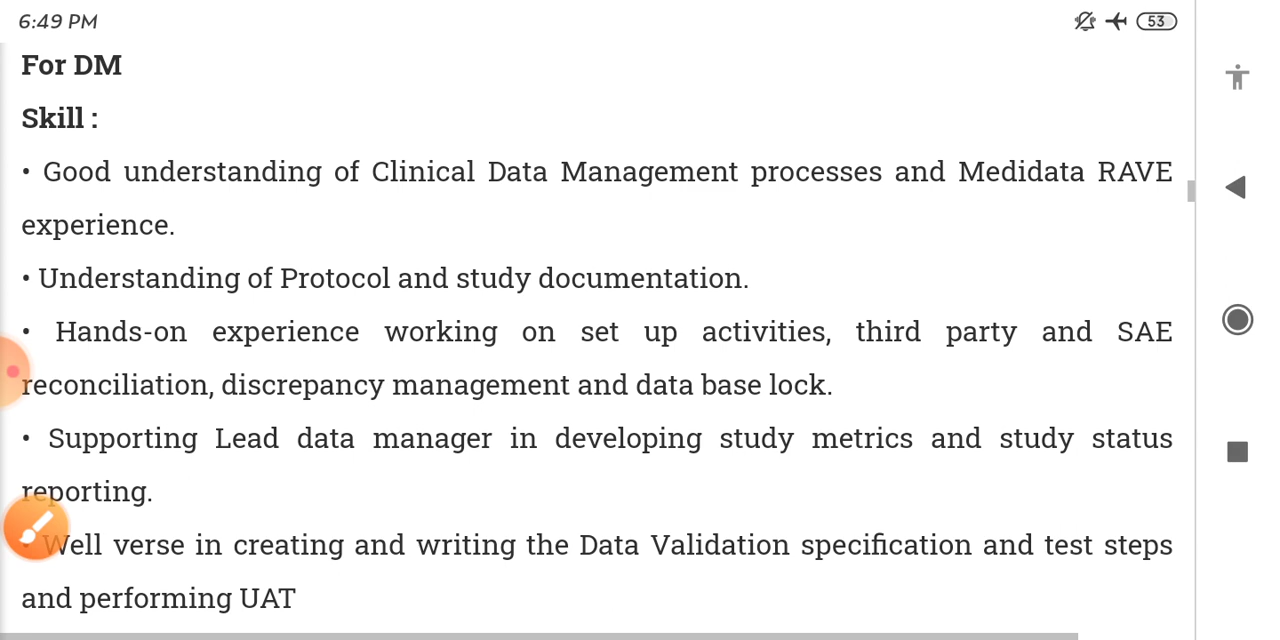 6:49 PM
53
For DM
Skill :
• Good understanding of Clinical Data Management processes and Medidata RAVE
experience.
• Understanding of Protocol and study documentation.
• Hands-on experience working on set up activities, third party and SAE
reconciliation, discrepancy management and data base lock.
• Supporting Lead data manager in developing study metrics and study status
reporting.
• Well verse in creating and writing the Data Validation specification and test steps
and performing UAT